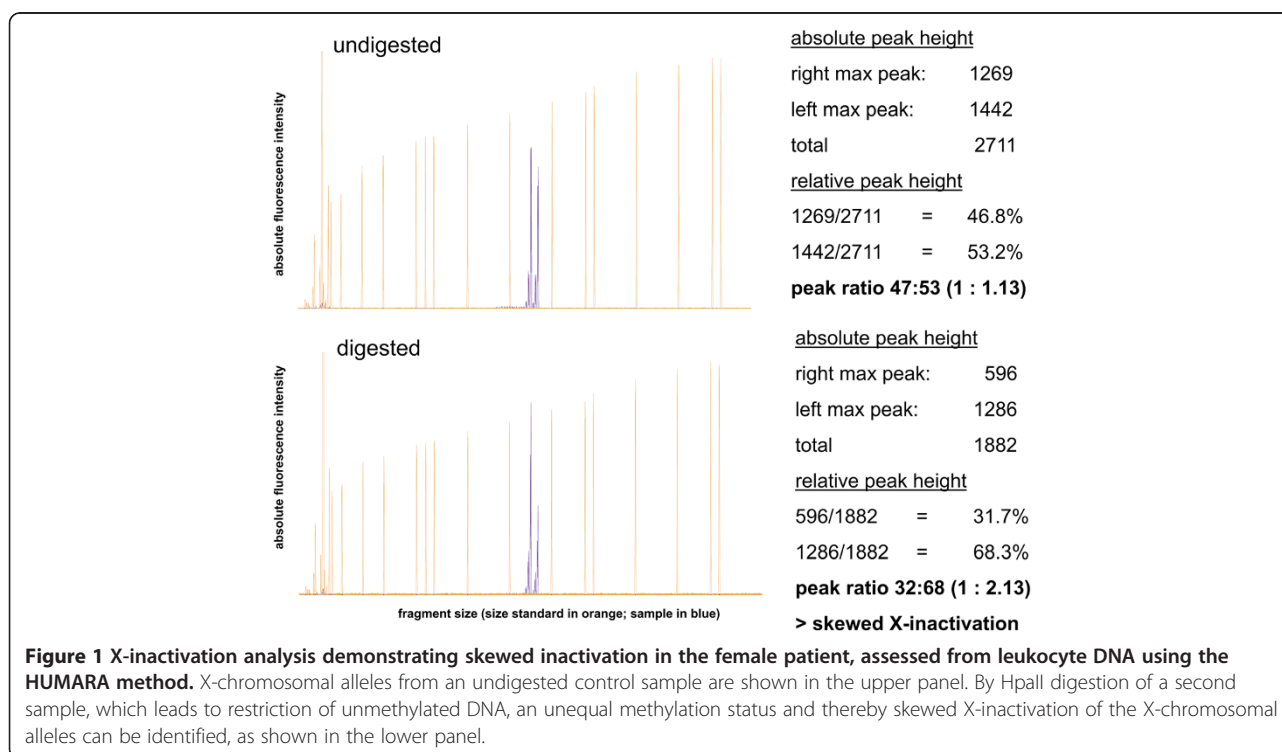 undigested
absolute fluorescence intensity
absolute peak height
right max peak: 1269
left max peak: 1442
total 2711
relative peak height
1269/2711 = 46.8%
1442/2711 = 53.2%
peak ratio 47:53 (1 : 1.13)
digested
absolute fluorescence intensity
fragment size (size standard in orange; sample in blue)
absolute peak height
right max peak: 596
left max peak: 1286
total 1882
relative peak height
596/1882 = 31.7%
1286/1882 = 68.3%
peak ratio 32:68 (1 : 2.13)
> skewed X-inactivation
Figure 1 X-inactivation analysis demonstrating skewed inactivation in the female patient, assessed from leukocyte DNA using the
HUMARA method. X-chromosomal alleles from an undigested control sample are shown in the upper panel. By HpaII digestion of a second
sample, which leads to restriction of unmethylated DNA, an unequal methylation status and thereby skewed X-inactivation of the X-chromosomal
alleles can be identified, as shown in the lower panel.